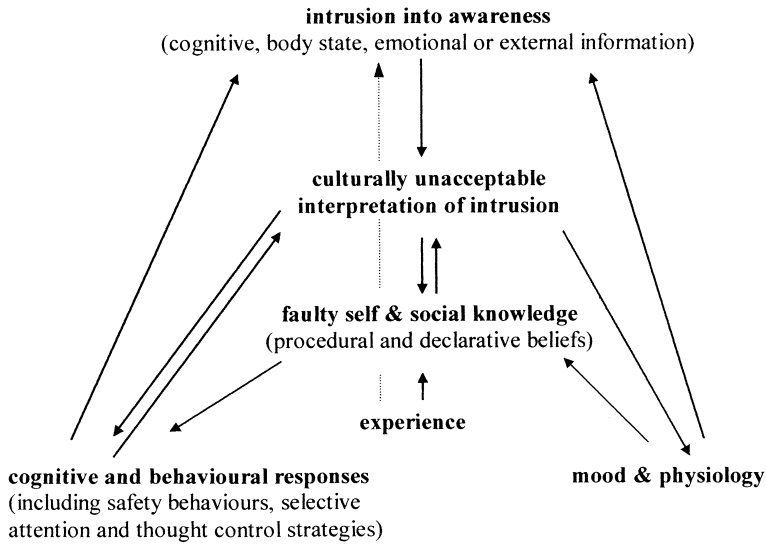 intrusion into awareness
(cognitive, body state, emotional or external information)
culturally unacceptable
interpretation of intrusion
faulty self & social knowledge
(procedural and declarative beliefs)
experience
cognitive and behavioural responses
(including safety behaviours, selective
attention and thought control strategies)
mood & physiology